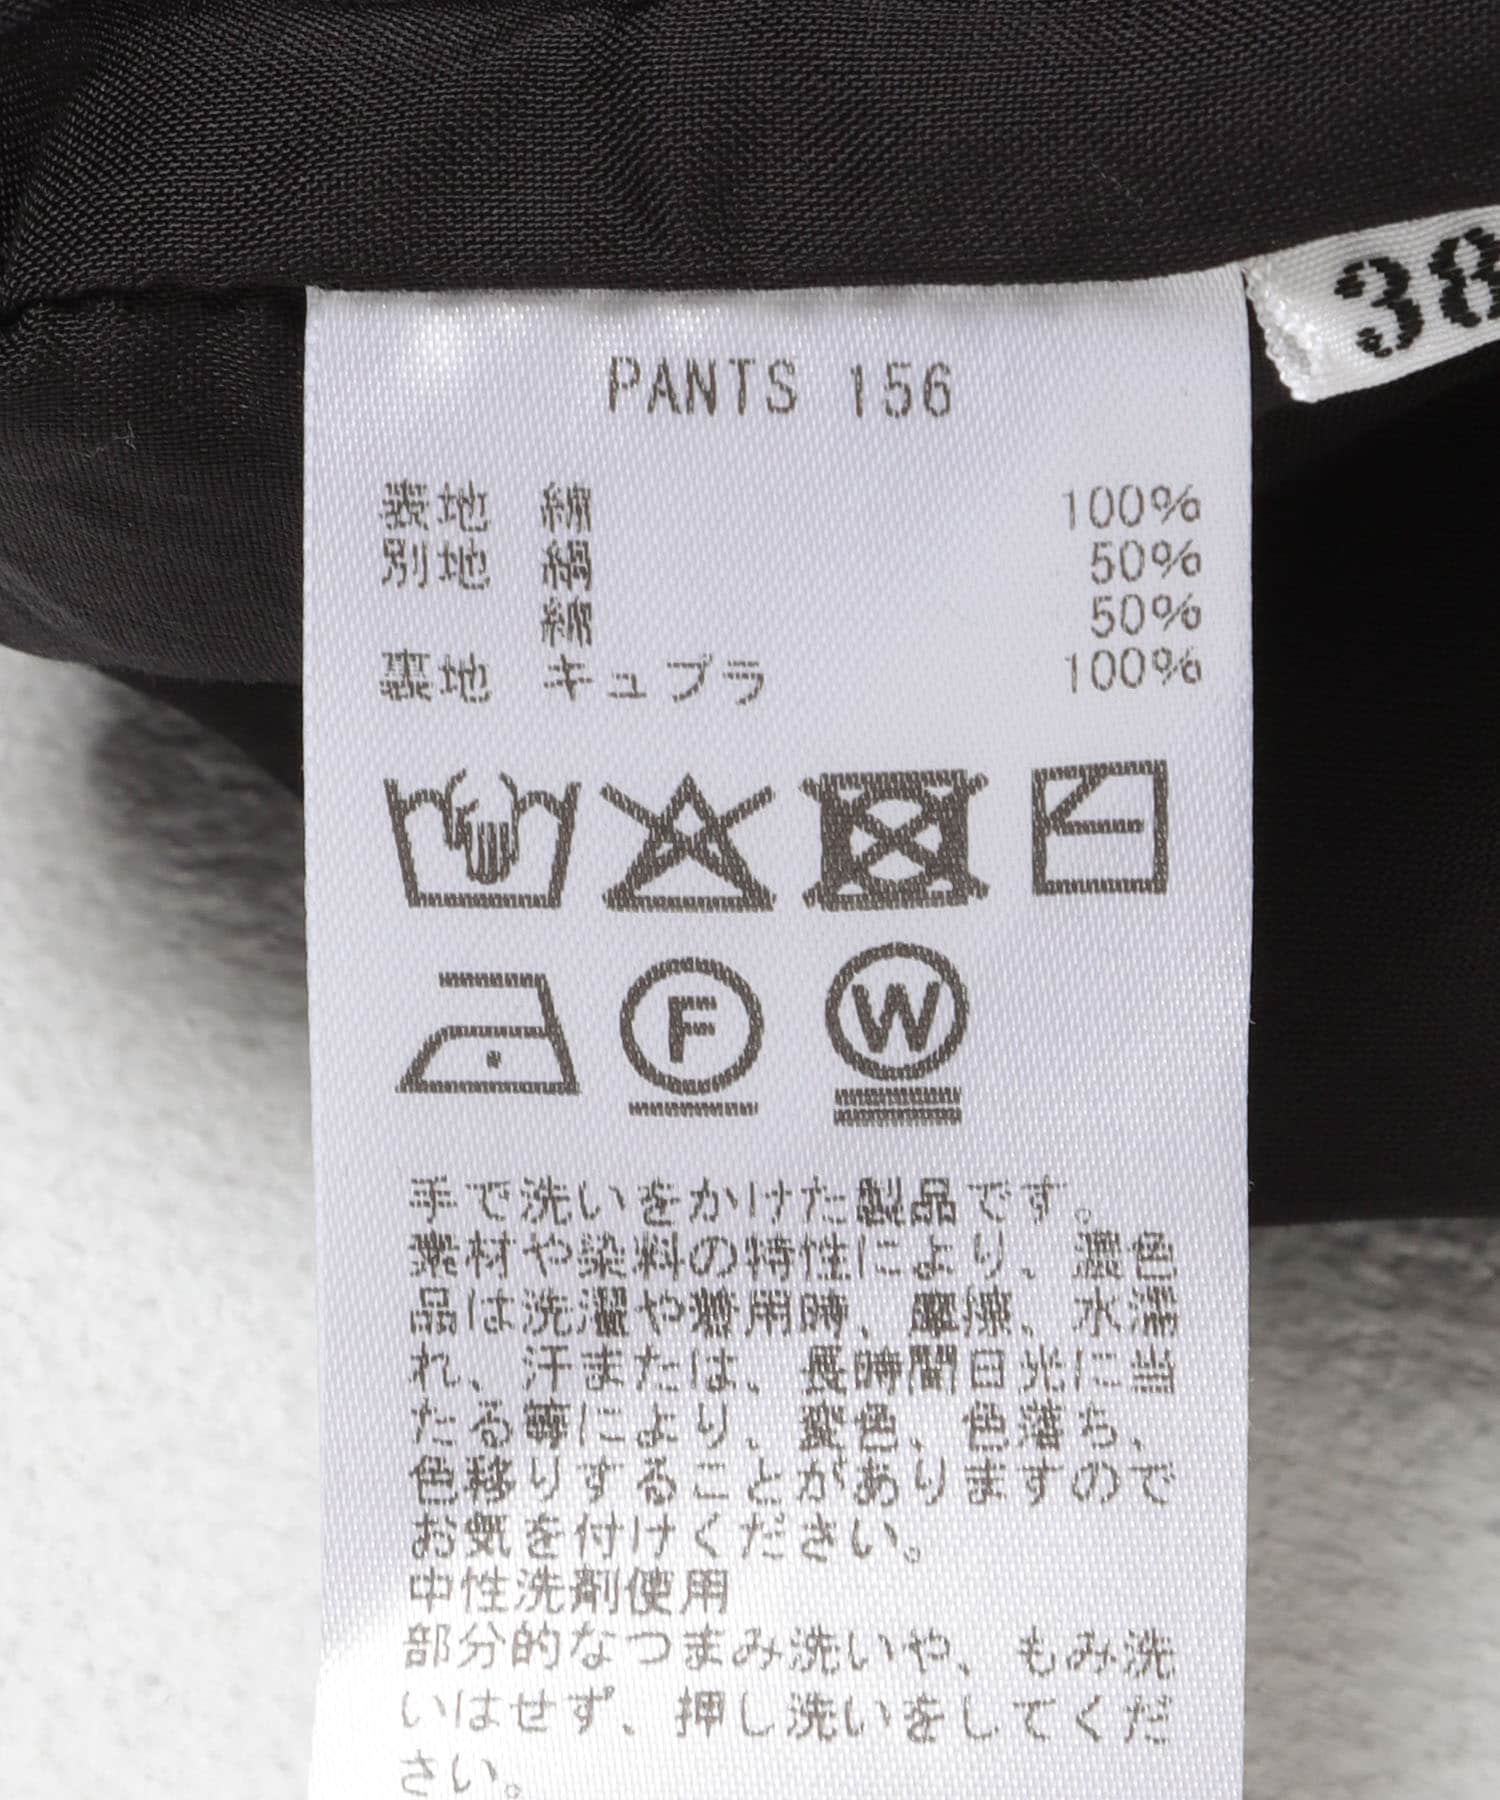 38
PANTS 156
表地 綿 100%
別地 絹 50%
綿 50%
裏地 キュプラ 100%
F
W
手で洗いをかけた製品です。
素材や染料の特性により、濃色
品は洗濯や着用時、摩擦、水濡
れ、汗または、長時間日光に当
たる等により、変色、色落ち、
色移りすることがありますので
お気を付けください。
中性洗剤使用
部分的なつまみ洗いや、もみ洗
いはせず、押し洗いをしてくだ
さい。